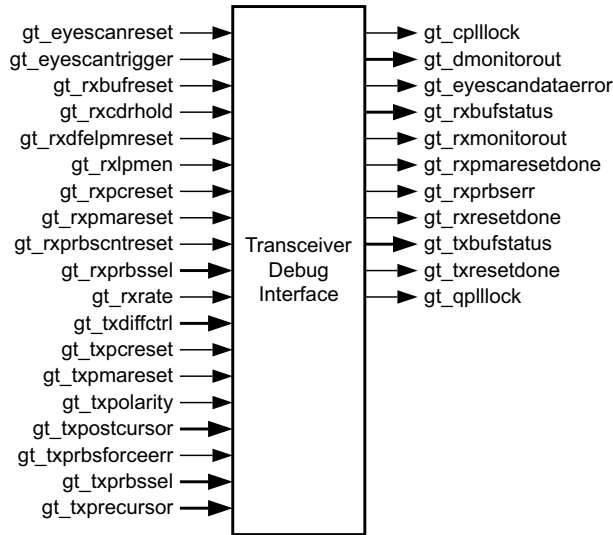 gt_eyescanreset
gt_eyescantrigger
gt_rxbufreset
gt_rxcdrhold
gt_rxdfelpmreset
gt_rxlpmen
gt_rxpcreset
gt_rxpmareset
gt_rxprbscntreset
gt_rxprbssel
gt_rxrate
gt_txdiffctrl
gt_txpcreset
gt_txpmareset
gt_txpolarity
gt_txpostcursor
gt_txprbsforceerr
gt_txprbssel
gt_txprecursor
Transceiver
Debug
Interface
gt_cplllock
gt_dmonitorout
gt_eyescandataerror
gt_rxbufstatus
gt_rxmonitorout
gt_rxpmaresetdone
gt_rxprbserr
gt_rxresetdone
gt_txbufstatus
gt_txresetdone
gt_qplllock